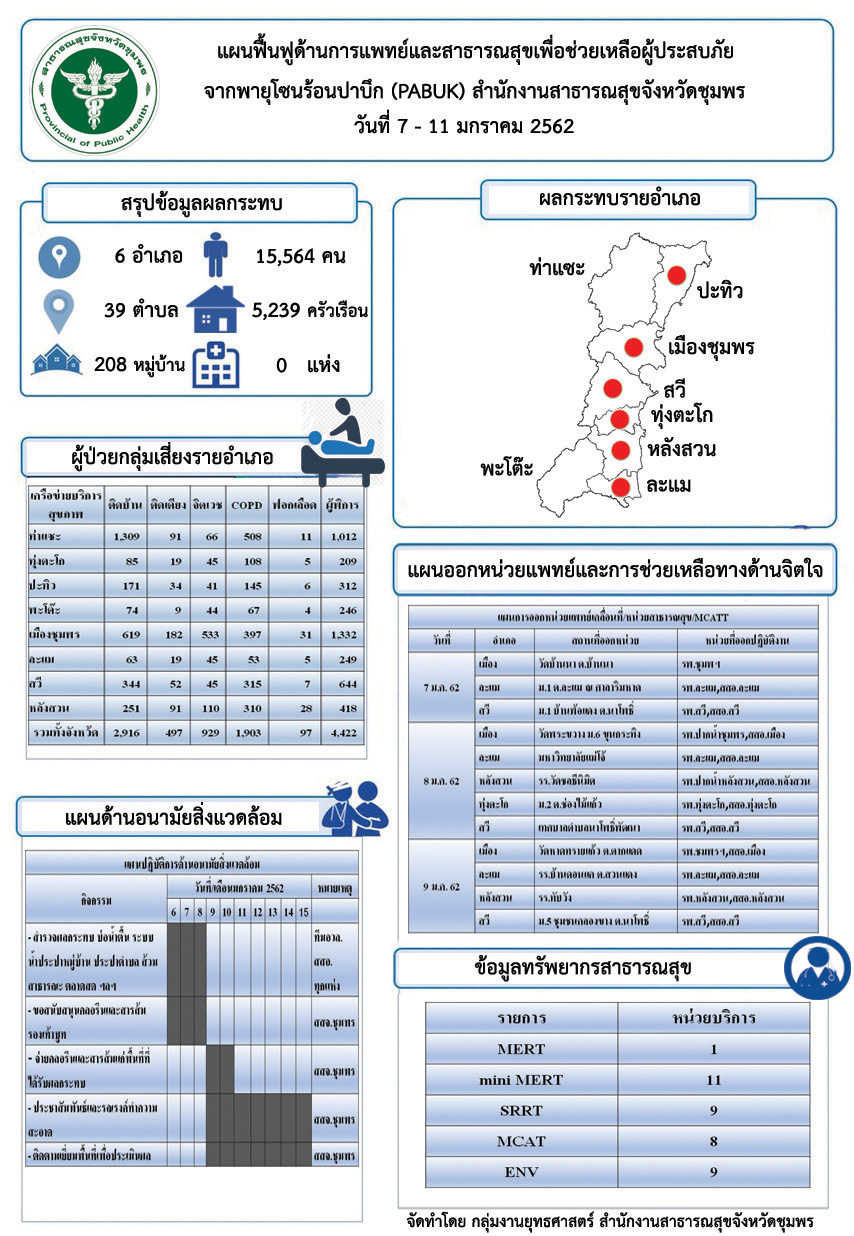 สาธารณสุขจังหวัดชุมพร
Provincial of Public Health
แผนฟื้นฟูด้านการแพทย์และสาธารณสุขเพื่อช่วยเหลือผู้ประสบภัย
จากพายุโซนร้อนปาบึก (PABUK) สำนักงานสาธารณสุขจังหวัดชุมพร
วันที่ 7 - 11 มกราคม 2562
สรุปข้อมูลผลกระทบ
6 อำเภอ 15,564 คน
39 ตำบล 5,239 ครัวเรือน
208 หมู่บ้าน 0 แห่ง
ผลกระทบรายอำเภอ
ท่าแซะ
ปะทิว
เมืองชุมพร
สวี
ทุ่งตะโก
หลังสวน
พะโต๊ะ
ละแม
ผู้ป่วยกลุ่มเสี่ยงรายอำเภอ
เครือข่ายบริการสุขภาพ ติดบ้าน ติดเตียง จิตเวช COPD ฟอกเลือด ผู้พิการ
ท่าแซะ 1,309 91 66 508 11 1,012
ทุ่งตะโก 85 19 45 108 5 209
ปะทิว 171 34 41 145 6 312
พะโต๊ะ 74 9 44 67 4 246
เมืองชุมพร 619 182 533 397 31 1,332
ละแม 63 19 45 53 5 249
สวี 344 52 45 315 7 644
หลังสวน 251 91 110 310 28 418
รวมทั้งจังหวัด 2,916 497 929 1,903 97 4,422
แผนออกหน่วยแพทย์และการช่วยเหลือทางด้านจิตใจ
แผนการออกหน่วยแพทย์เคลื่อนที่/หน่วยสาธารณสุข/MCATT
วันที่ อำเภอ สถานที่ออกหน่วย หน่วยที่ออกปฏิบัติงาน
7 ม.ค. 62
เมือง วัดบ้านนา ต.บ้านนา รพ.ชุมพร
ละแม ม.1 ต.ละแม ณ ศาลาริมหาด รพ.ละแม,สสอ.ละแม
สวี ม.1 บ้านท้อแดง ต.นาโพธิ์ รพ.สวี,สสอ.สวี
8 ม.ค. 62
เมือง วัดพระขวาง ม.6 ขุนกระทิง รพ.ปากน้ำชุมพร,สสอ.เมือง
ละแม มหาวิทยาลัยแม่โจ้ รพ.ละแม,สสอ.ละแม
หลังสวน รร.วัดชลธีนิมิต รพ.ปากน้ำหลังสวน,สสอ.หลังสวน
ทุ่งตะโก ม.2 ต.ช่องไม้แก้ว รพ.ทุ่งตะโก,สสอ.ทุ่งตะโก
สวี เทศบาลตำบลนาโพธิ์พัฒนา รพ.สวี,สสอ.สวี
9 ม.ค. 62
เมือง วัดหาดทรายแก้ว ต.ตากแดด รพ.ชุมพรฯ,สสอ.เมือง
ละแม รร.บ้านดอนแค ต.สวนแตง รพ.ละแม,สสอ.ละแม
หลังสวน รร.ทับวัง รพ.หลังสวน,สสอ.หลังสวน
สวี ม.5 ชุมชนคลองขาง ต.นาโพธิ์ รพ.สวี,สสอ.สวี
แผนด้านอนามัยสิ่งแวดล้อม
แผนปฏิบัติการด้านอนามัยสิ่งแวดล้อม
กิจกรรม วันที่/เดือนมกราคม 2562 หมายเหตุ
6 7 8 9 10 11 12 13 14 15
- สำรวจผลกระทบ บ่อน้ำตื้น ระบบ ทีมอวล.
น้ำประปาหมู่บ้าน ประปาตำบล ส้วม สสอ.
สาธารณะ ตลาดสด ฯลฯ ทุกแห่ง
- ขอสนับสนุนคลอรีนและสารส้ม สสจ.ชุมพร
รองเท้าบูท
- จ่ายคลอรีนและสารส้มแก่พื้นที่ที่ สสจ.ชุมพร
ได้รับผลกระทบ
- ประชาสัมพันธ์และรณรงค์ทำความ สสจ.ชุมพร
สะอาด
- ติดตามเยี่ยมพื้นที่เพื่อประเมินผล สสจ.ชุมพร
ข้อมูลทรัพยากรสาธารณสุข
รายการ หน่วยบริการ
MERT 1
mini MERT 11
SRRT 9
MCAT 8
ENV 9
จัดทำโดย กลุ่มงานยุทธศาสตร์ สำนักงานสาธารณสุขจังหวัดชุมพร